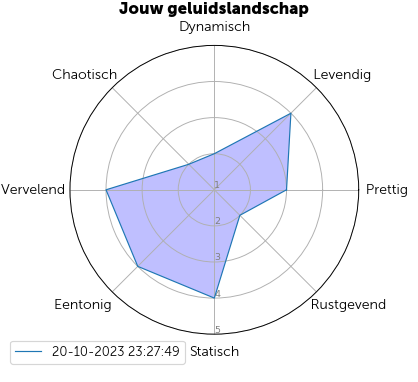 Jouw geluidslandschap
Dynamisch
Chaotisch
Levendig
Vervelend
1
Prettig
2
3
4
Eentonig
Rustgevend
5
20-10-2023 23:27:49
Statisch